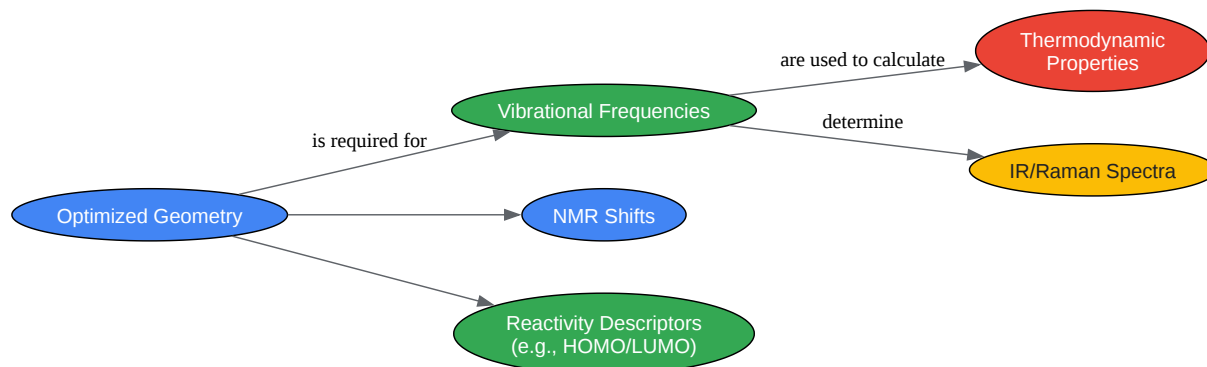 Thermodynamic
Properties
are used to calculate
Vibrational Frequencies
determine
is required for
IR/Raman Spectra
Optimized Geometry
NMR Shifts
Reactivity Descriptors
(e.g., HOMO/LUMO)